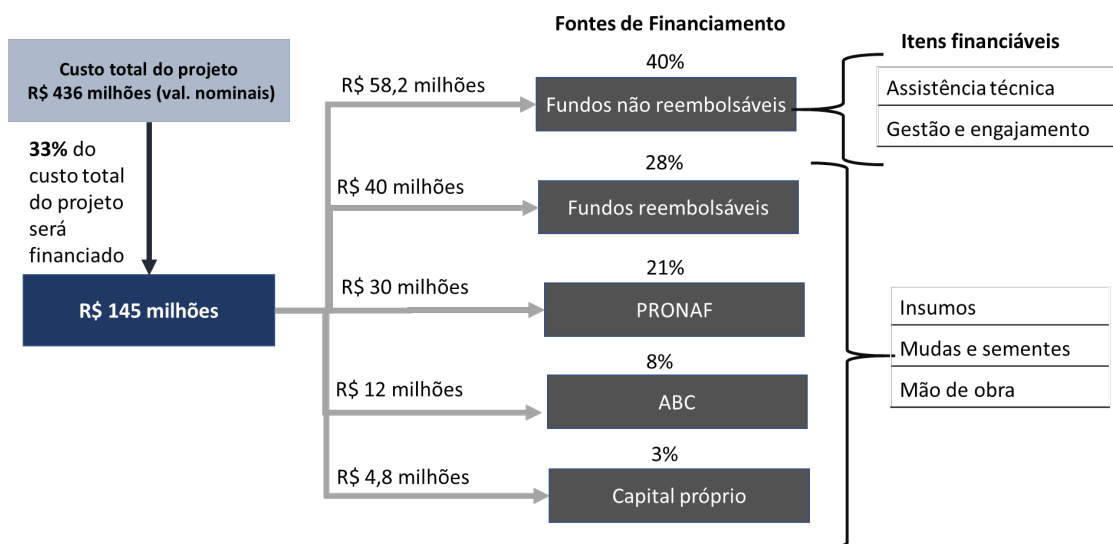 Fontes de Financiamento
Itens financiáveis
Custo total do projeto
R$ 436 milhões (val. nominais)
33% do
custo total
do projeto
será
financiado
R$ 145 milhões
R$ 58,2 milhões
40%
Fundos não reembolsáveis
Assistência técnica
Gestão e engajamento
R$ 40 milhões
28%
Fundos reembolsáveis
R$ 30 milhões
21%
PRONAF
R$ 12 milhões
8%
ABC
R$ 4,8 milhões
3%
Capital próprio
Insumos
Mudas e sementes
Mão de obra